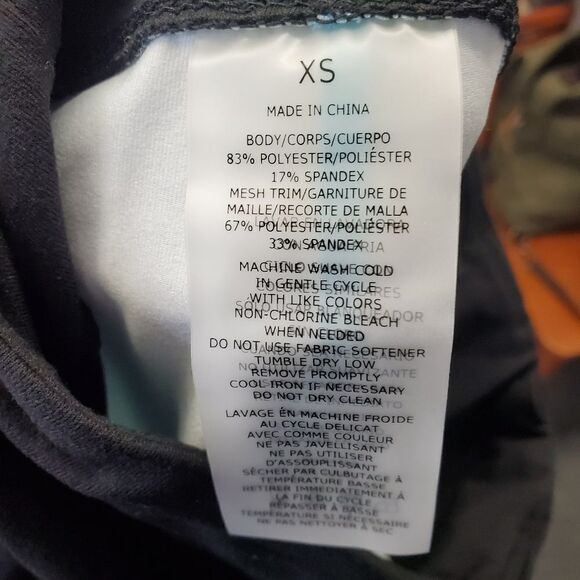 XS
MADE IN CHINA
BODY/CORPS/CUERPO
83% POLYESTER/POLIÉSTER
17% SPANDEX
MESH TRIM/GARNITURE DE
MAILLE/RECORTE DE MALLA
67% POLYESTER/POLIÉSTER
33% SPANDEX
MACHINE WASH COLD
IN GENTLE CYCLE
WITH LIKE COLORS
NON-CHLORINE BLEACH
WHEN NEEDED
DO NOT USE FABRIC SOFTENER
TUMBLE DRY LOW
REMOVE PROMPTLY
COOL IRON IF NECESSARY
DO NOT DRY CLEAN
LAVAGE ÉN MACHINE FROIDE
AU CYCLE DELICAT
AVEC COMME COULEUR
NE PAS JAVELLISANT
NE PAS UTILISER
D'ASSOUPLISSANT
SÉCHER PAR CULBUTAGE À
TEMPÉRATURE BASSE
RETIRER IMMÉDIATEMENT À
LA FIN DU CYCLE
REPASSER À BASSE
TEMPÉRATURE SI NÉCESSAIRE
NE PAS NETTOYER À SEC